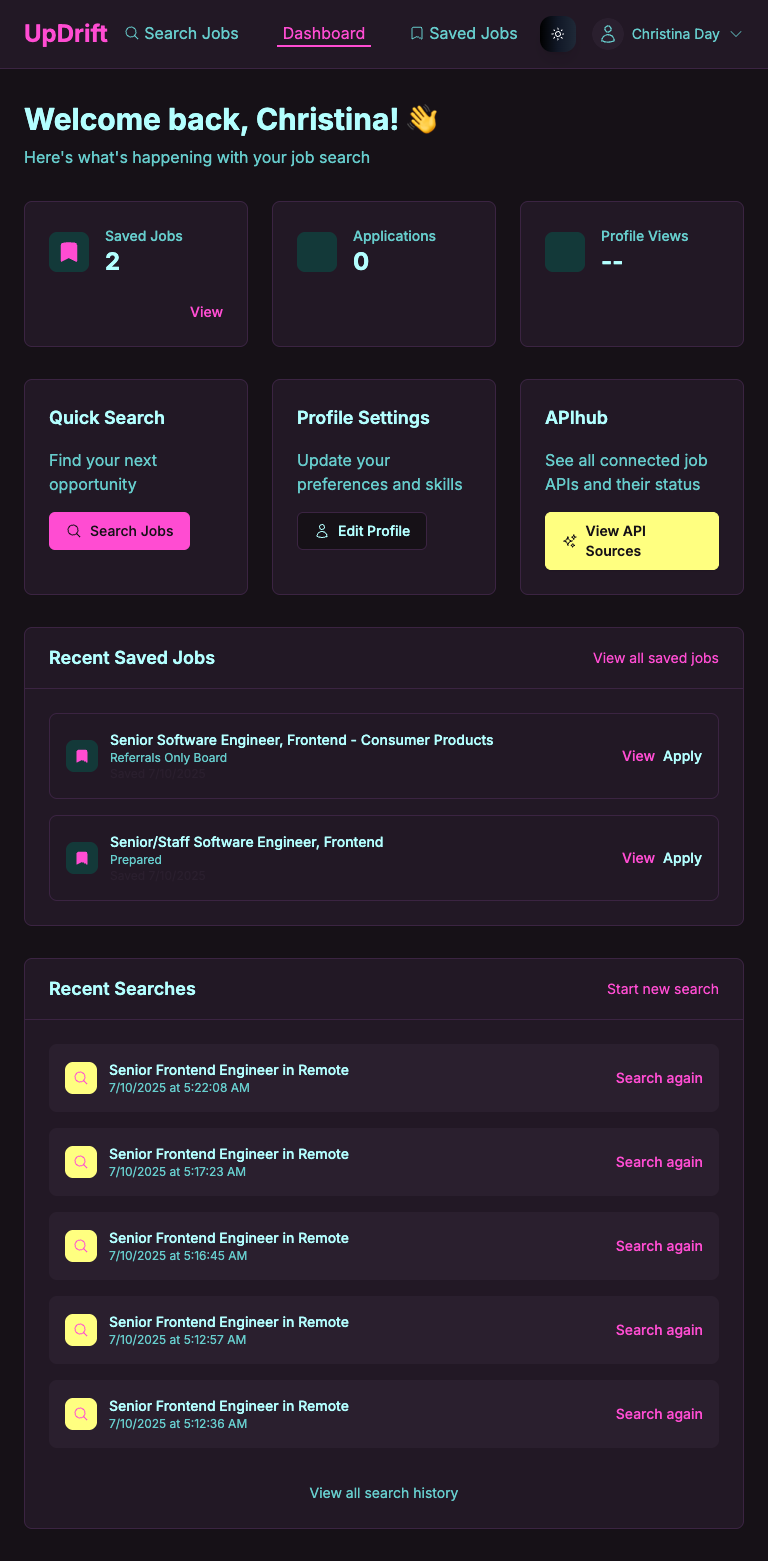 UpDrift
Search Jobs
Dashboard
Saved Jobs
Christina Day
Welcome back, Christina! 👋
Here's what's happening with your job search
Saved Jobs
2
View
Applications
0
Profile Views
--
Quick Search
Find your next
opportunity
Search Jobs
Profile Settings
Update your
preferences and skills
Edit Profile
APIhub
See all connected job
APIs and their status
View API
Sources
Recent Saved Jobs
View all saved jobs
Senior Software Engineer, Frontend - Consumer Products
Referrals Only Board
Saved 7/10/2025
View Apply
Senior/Staff Software Engineer, Frontend
Prepared
Saved 7/10/2025
View Apply
Recent Searches
Start new search
Senior Frontend Engineer in Remote
7/10/2025 at 5:22:08 AM
Search again
Senior Frontend Engineer in Remote
7/10/2025 at 5:17:23 AM
Search again
Senior Frontend Engineer in Remote
7/10/2025 at 5:16:45 AM
Search again
Senior Frontend Engineer in Remote
7/10/2025 at 5:12:57 AM
Search again
Senior Frontend Engineer in Remote
7/10/2025 at 5:12:36 AM
Search again
View all search history